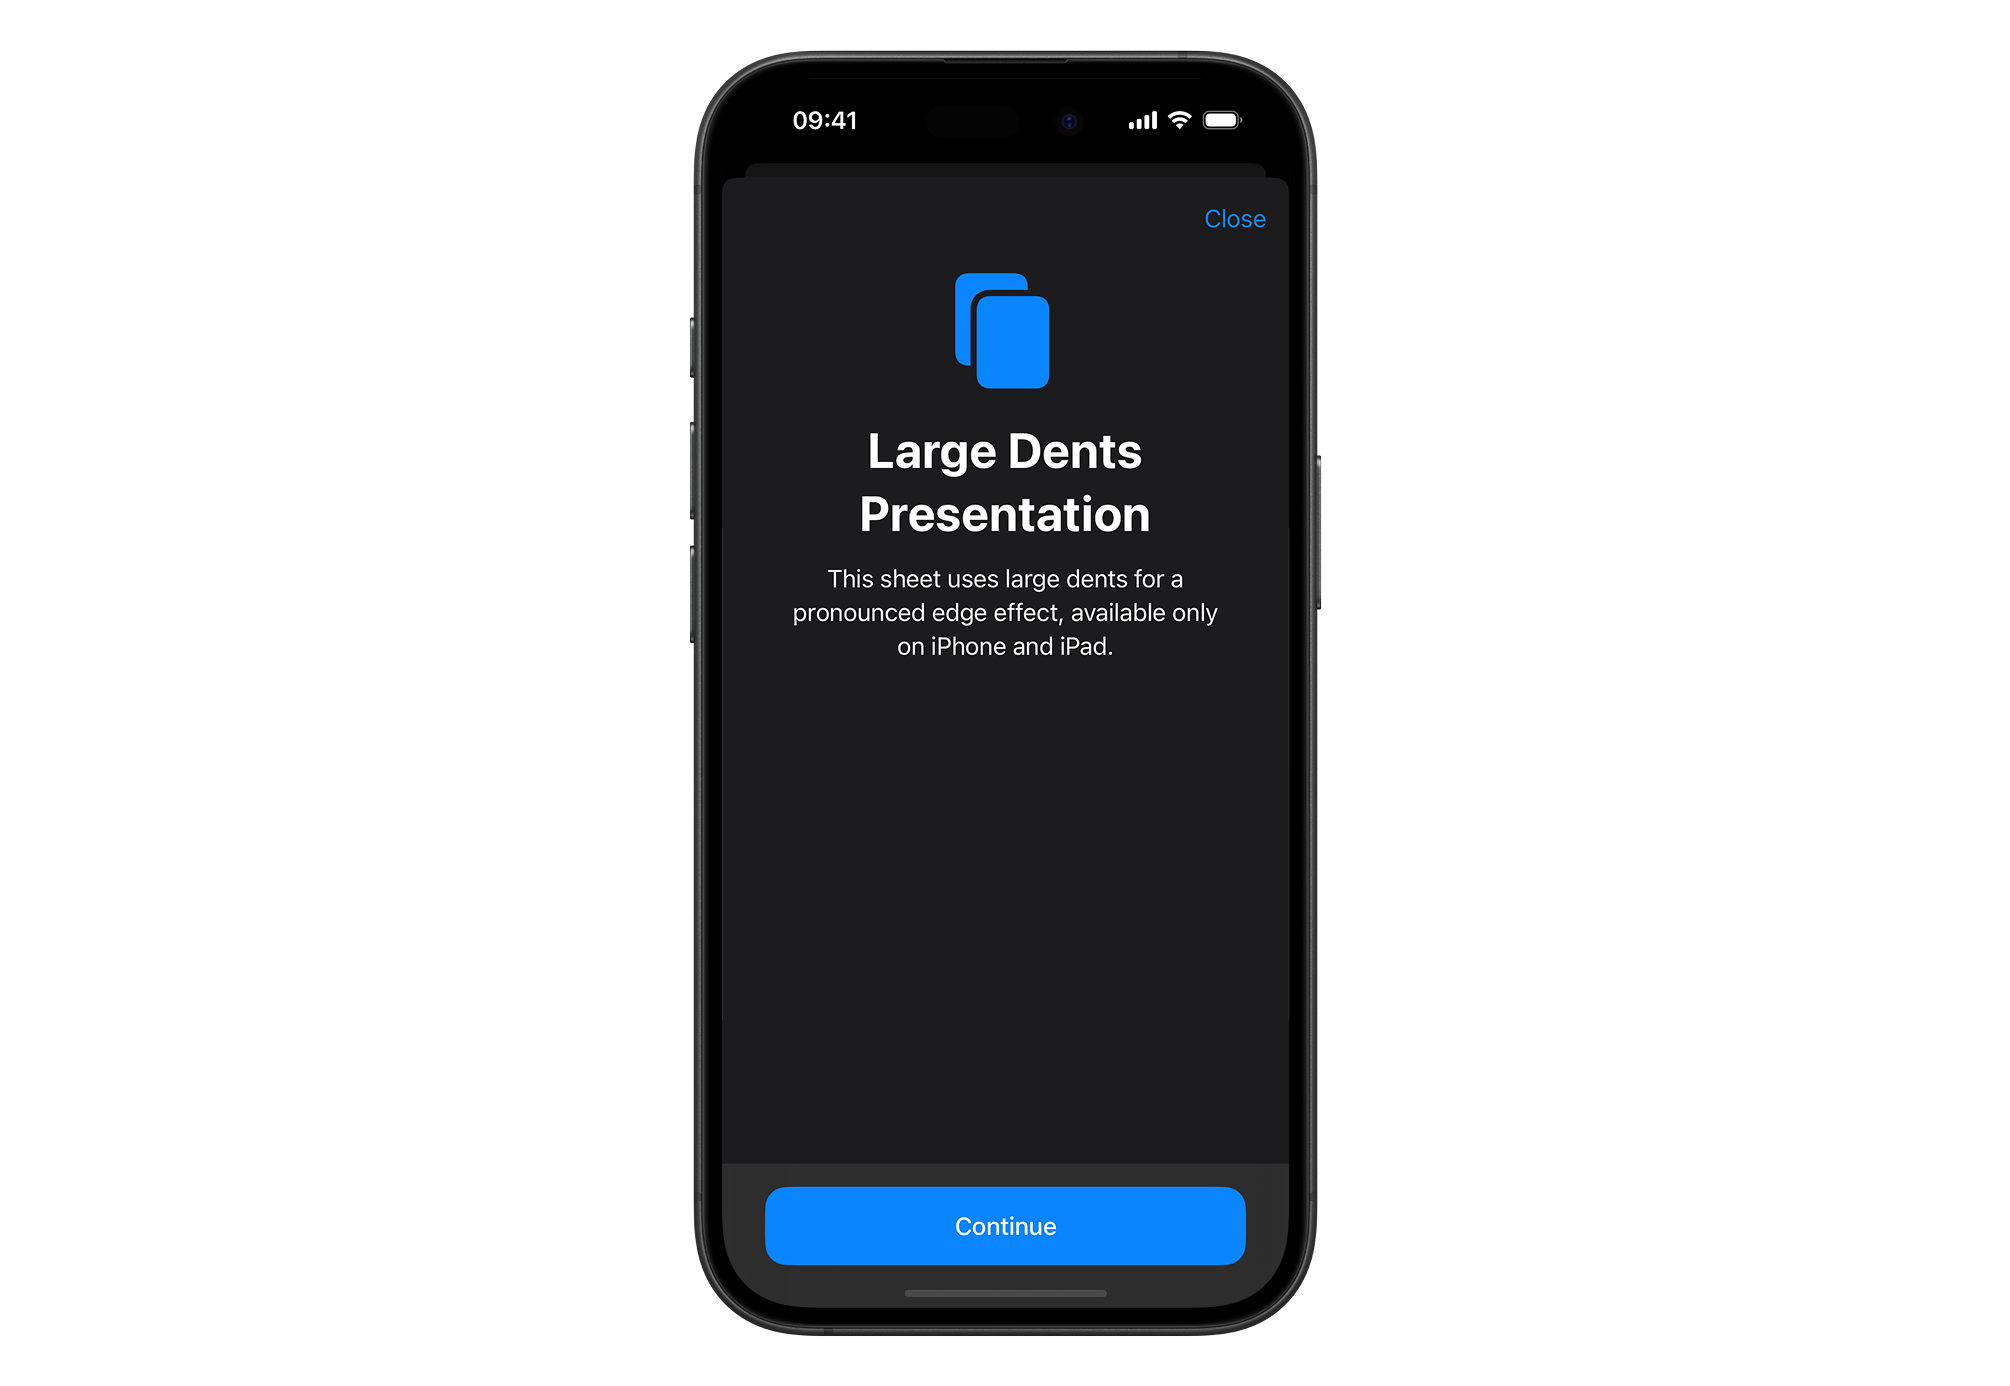 09:41
Close
Large Dents
Presentation
This sheet uses large dents for a
pronounced edge effect, available only
on iPhone and iPad.
Continue